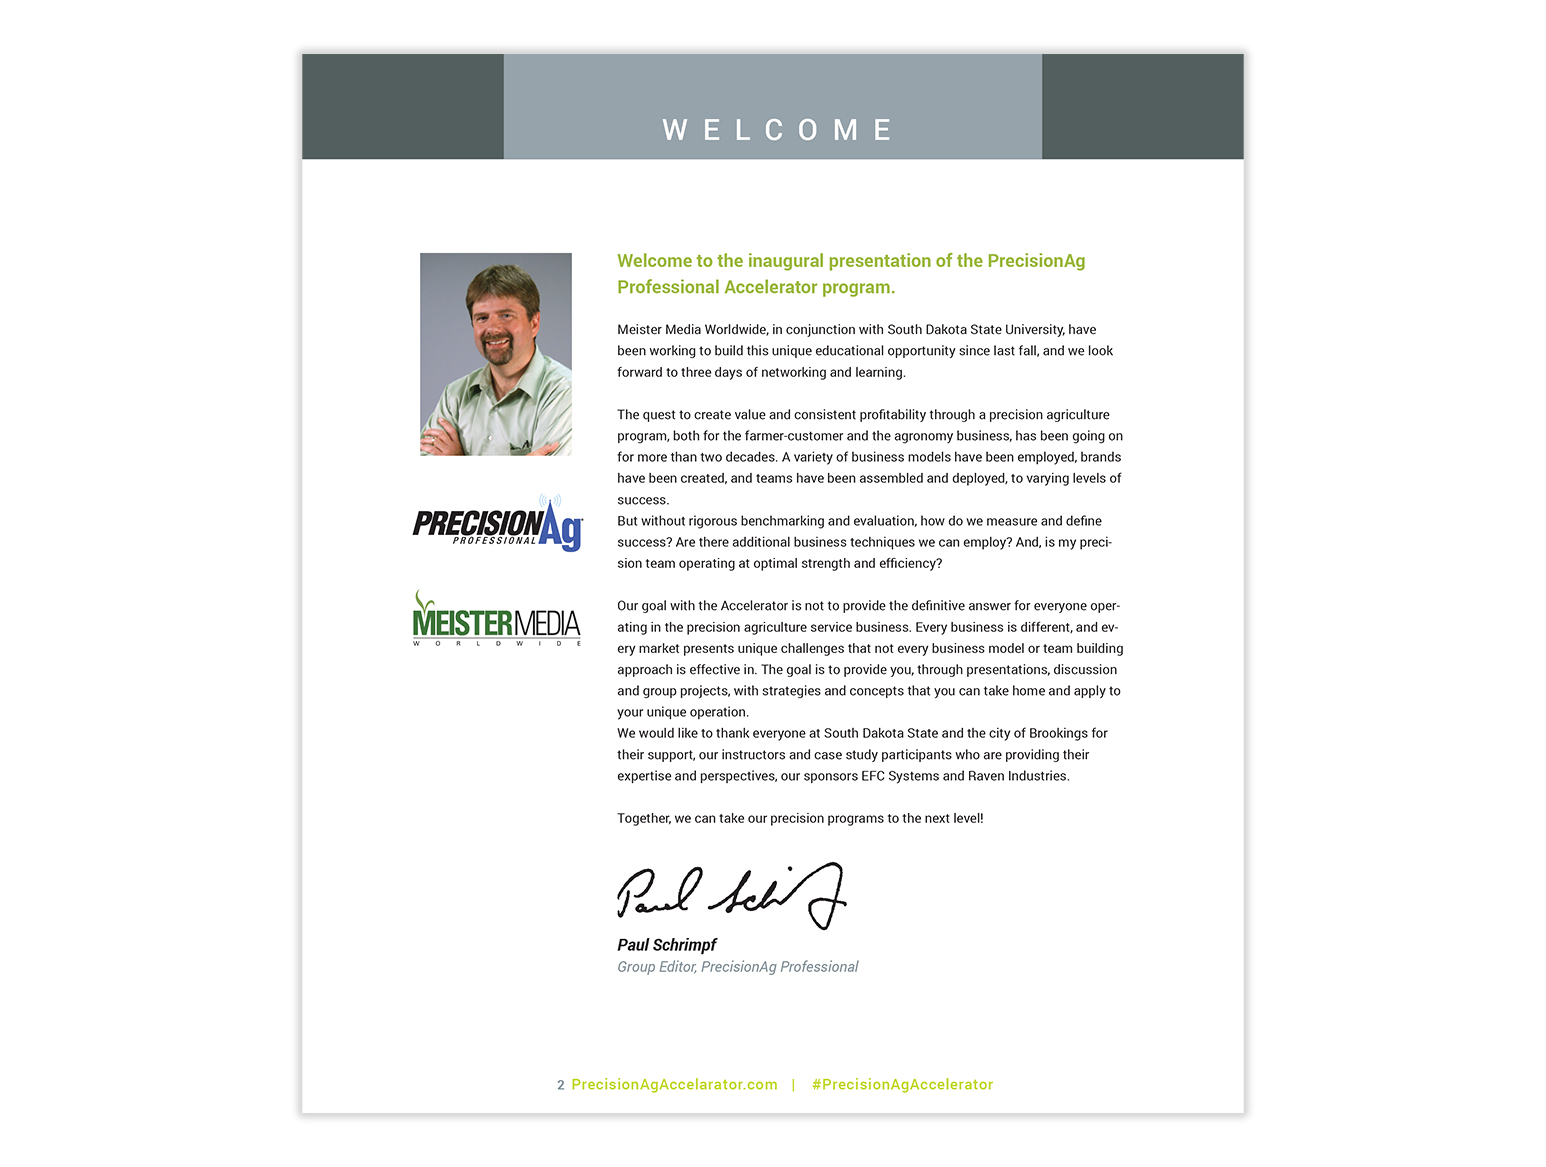 WELCOME
Welcome to the inaugural presentation of the PrecisionAg
Professional Accelerator program.
Meister Media Worldwide, in conjunction with South Dakota State University, have
been working to build this unique educational opportunity since last fall, and we look
forward to three days of networking and learning.
The quest to create value and consistent profitability through a precision agriculture
program, both for the farmer-customer and the agronomy business, has been going on
for more than two decades. A variety of business models have been employed, brands
have been created, and teams have been assembled and deployed, to varying levels of
success.
But without rigorous benchmarking and evaluation, how do we measure and define
success? Are there additional business techniques we can employ? And, is my preci-
sion team operating at optimal strength and efficiency?
Our goal with the Accelerator is not to provide the definitive answer for everyone oper-
ating in the precision agriculture service business. Every business is different, and ev-
ery market presents unique challenges that not every business model or team building
approach is effective in. The goal is to provide you, through presentations, discussion
and group projects, with strategies and concepts that you can take home and apply to
your unique operation.
We would like to thank everyone at South Dakota State and the city of Brookings for
their support, our instructors and case study participants who are providing their
expertise and perspectives, our sponsors EFC Systems and Raven Industries.
Together, we can take our precision programs to the next level!
Paul Schrimpf
Paul Schrimpf
Group Editor, PrecisionAg Professional
PRECISIONAg
PROFESSIONAL
MEISTERMEDIA
WORLDWIDE
2 PrecisionAgAccelarator.com | #PrecisionAgAccelerator